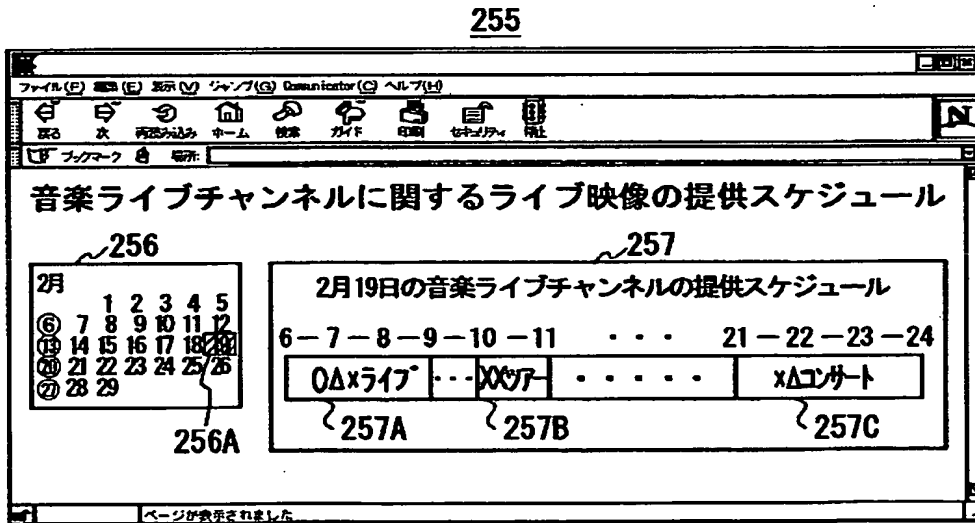 255
ファイル(F) 編集(E) 表示(V) ジャンプ(G) Communicator(C) ヘルプ(H)
戻る 次 再読み込み ホーム 検索 ガイド 印刷 セキュリティ 停止
N
ブックマーク 場所:
音楽ライブチャンネルに関するライブ映像の提供スケジュール
256
257
2月
1 2 3 4 5
⑥ 7 8 9 10 11 12
⑬ 14 15 16 17 18 19
⑳ 21 22 23 24 25 26
㉗ 28 29
256A
2月19日の音楽ライブチャンネルの提供スケジュール
6-7-8-9-10-11 ・・・ 21-22-23-24
O△×ライブ ・・・ XXツアー ・・・・・ ×△コンサート
257A 257B 257C
ページが表示されました